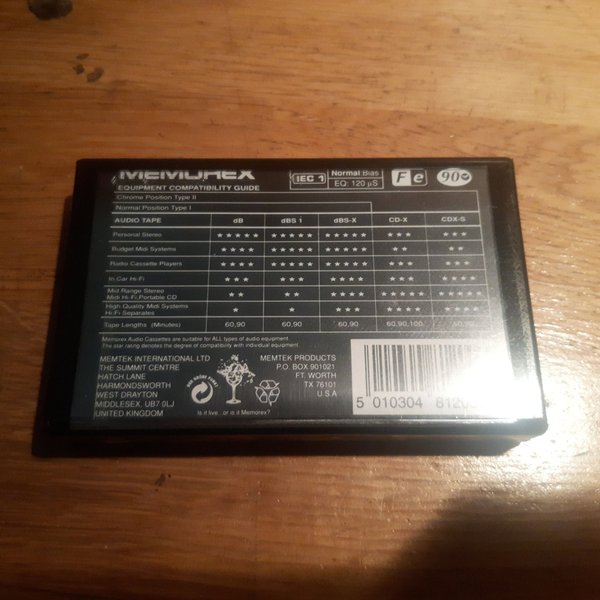 MEMOREX
EQUIPMENT COMPATIBILITY GUIDE
IEC 1 Normal Bias EQ: 120 µS Fe 90
Chrome Position Type II
Normal Position Type I
AUDIO TAPE dB dBS 1 dBS-X CD-X CDX-S
Personal Stereo ★★★★★ ★★★★★ ★★★★★ ★★★ ★★★
Budget Midi Systems ★★★★★ ★★★★★ ★★★★★ ★★ ★★
Radio Cassette Players ★★★★ ★★★★★ ★★★★ ★★ ★★★
In Car Hi-Fi ★★★ ★★★ ★★★★ ★★★ ★★★★
Mid Range Stereo
Midi Hi-Fi;Portable CD ★★ ★★ ★★★★ ★★★★★ ★★★★
High Quality Midi Systems
Hi;Fi Separates ★ ★ ★★★★ ★★★★ ★★★★★
Tape Lengths (Minutes) 60,90 60,90 60,90 60,90,100
Memorex Audio Cassettes are suitable for ALL types of audio equipment.
The star rating denotes the degree of compatibility with individual equipment.
MEMTEK INTERNATIONAL LTD
THE SUMMIT CENTRE
HATCH LANE
HARMONDSWORTH
WEST DRAYTON
MIDDLESEX. UB7 0LJ
UNITED KINGDOM
Is it live...or is it Memorex?
MEMTEK PRODUCTS
P.O. BOX 901021
FT. WORTH
TX 76101
U.S.A
5 010304